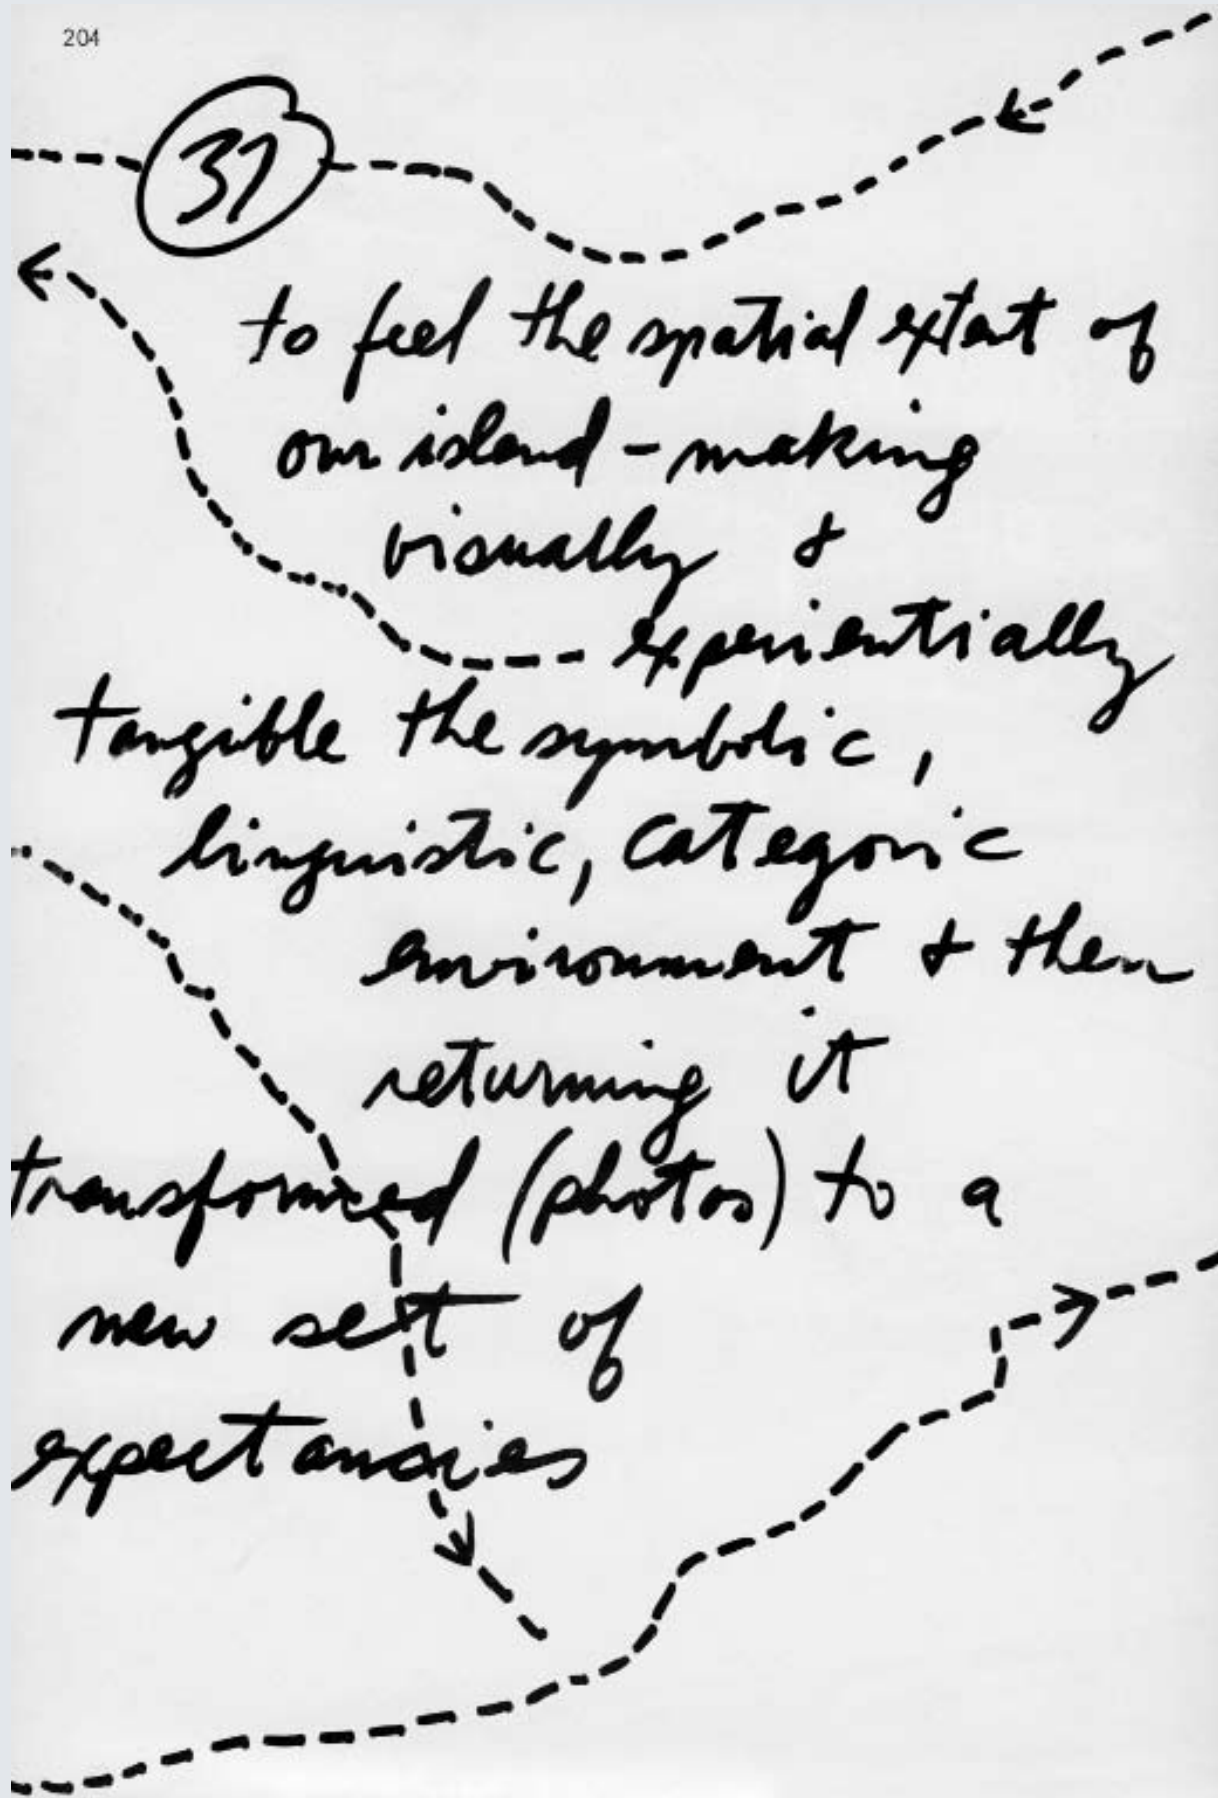 204
37
to feel the spatial extent of
our island - making
visually &
experientially
tangible the symbolic,
linguistic, categoric
environment & then
returning it
transformed (photos) to a
new set of
expectancies